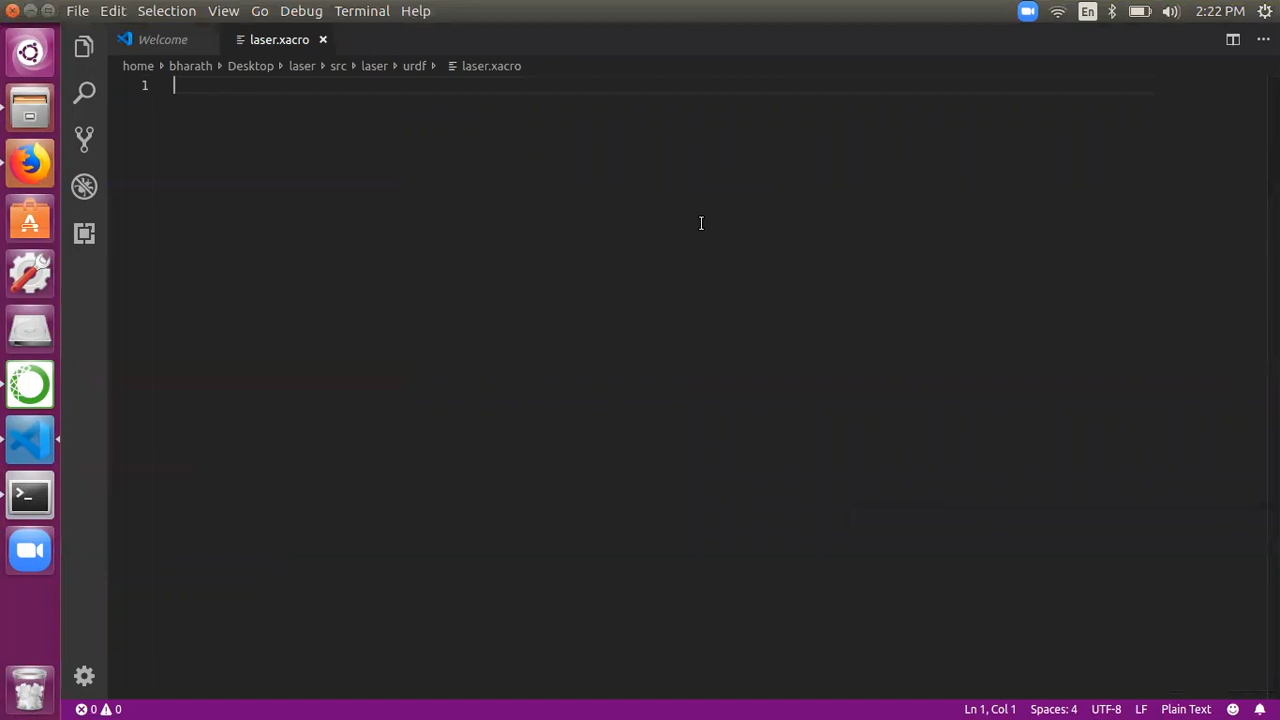 File Edit Selection View Go Debug Terminal Help
En 2:22 PM
Welcome laser.xacro
home bharath Desktop laser src laser urdf laser.xacro
1
0 0 Ln 1, Col 1 Spaces: 4 UTF-8 LF Plain Text